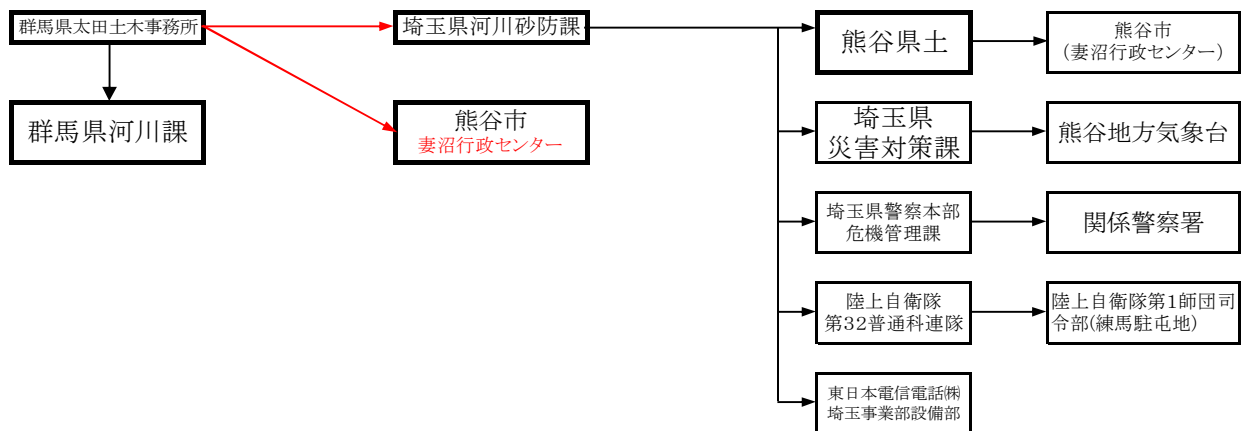 群馬県太田土木事務所
埼玉県河川砂防課
熊谷県土
熊谷市
(妻沼行政センター)
群馬県河川課
熊谷市
妻沼行政センター
埼玉県
災害対策課
熊谷地方気象台
埼玉県警察本部
危機管理課
関係警察署
陸上自衛隊
第32普通科連隊
陸上自衛隊第1師団司
令部(練馬駐屯地)
東日本電信電話㈱
埼玉事業部設備部